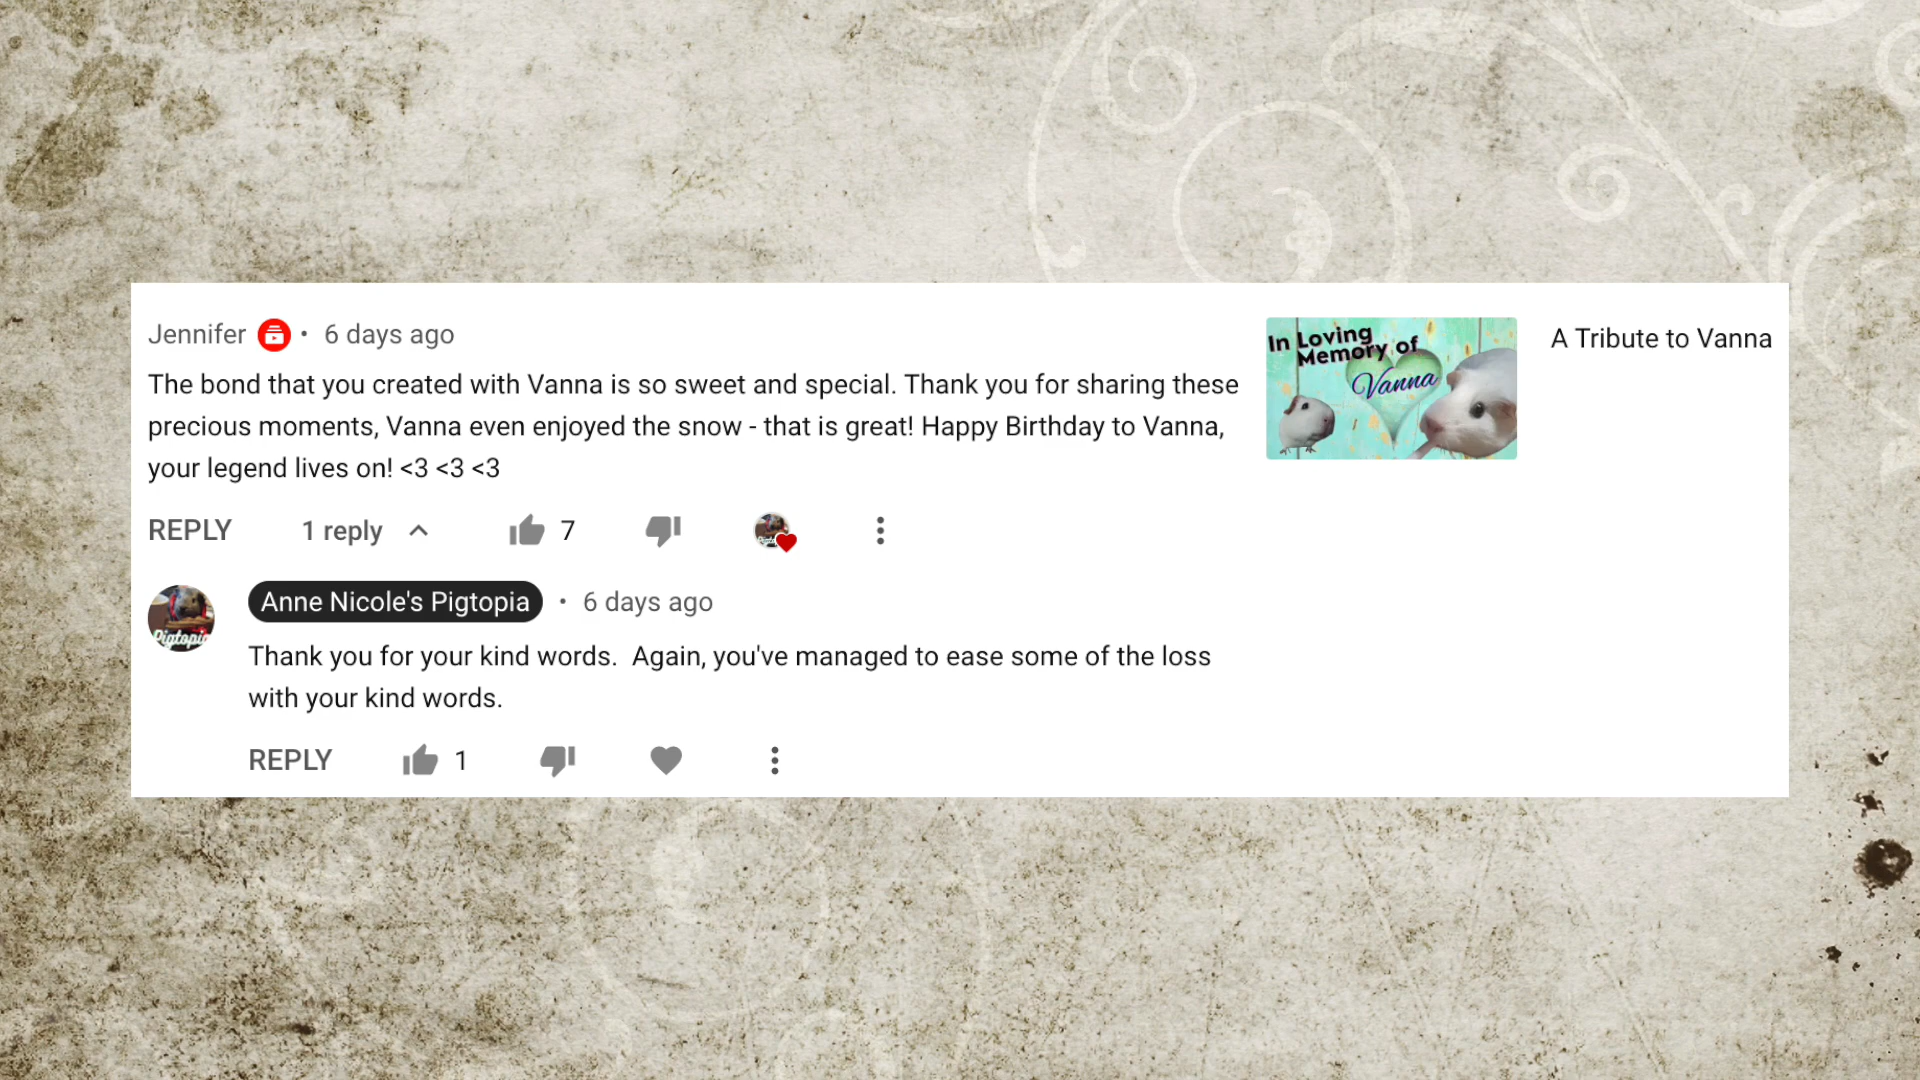 Jennifer • 6 days ago
The bond that you created with Vanna is so sweet and special. Thank you for sharing these
precious moments, Vanna even enjoyed the snow - that is great! Happy Birthday to Vanna,
your legend lives on! <3 <3 <3
In Loving
Memory of
Vanna
A Tribute to Vanna
REPLY 1 reply 7
Pigtopia
Anne Nicole's Pigtopia • 6 days ago
Thank you for your kind words.  Again, you've managed to ease some of the loss
with your kind words.
REPLY 1